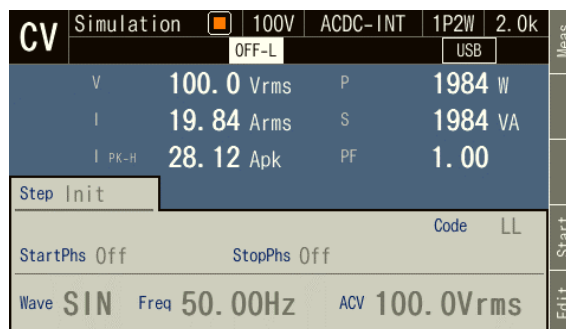 CV Simulation 100V ACDC-INT 1P2W 2.0k
OFF-L USB
Meas
V 100.0 Vrms P 1984 W
I 19.84 Arms S 1984 VA
I PK-H 28.12 Apk PF 1.00
Step Init
Code LL
StartPhs Off StopPhs Off
Start
Wave SIN Freq 50.00Hz ACV 100.0Vrms
Edit